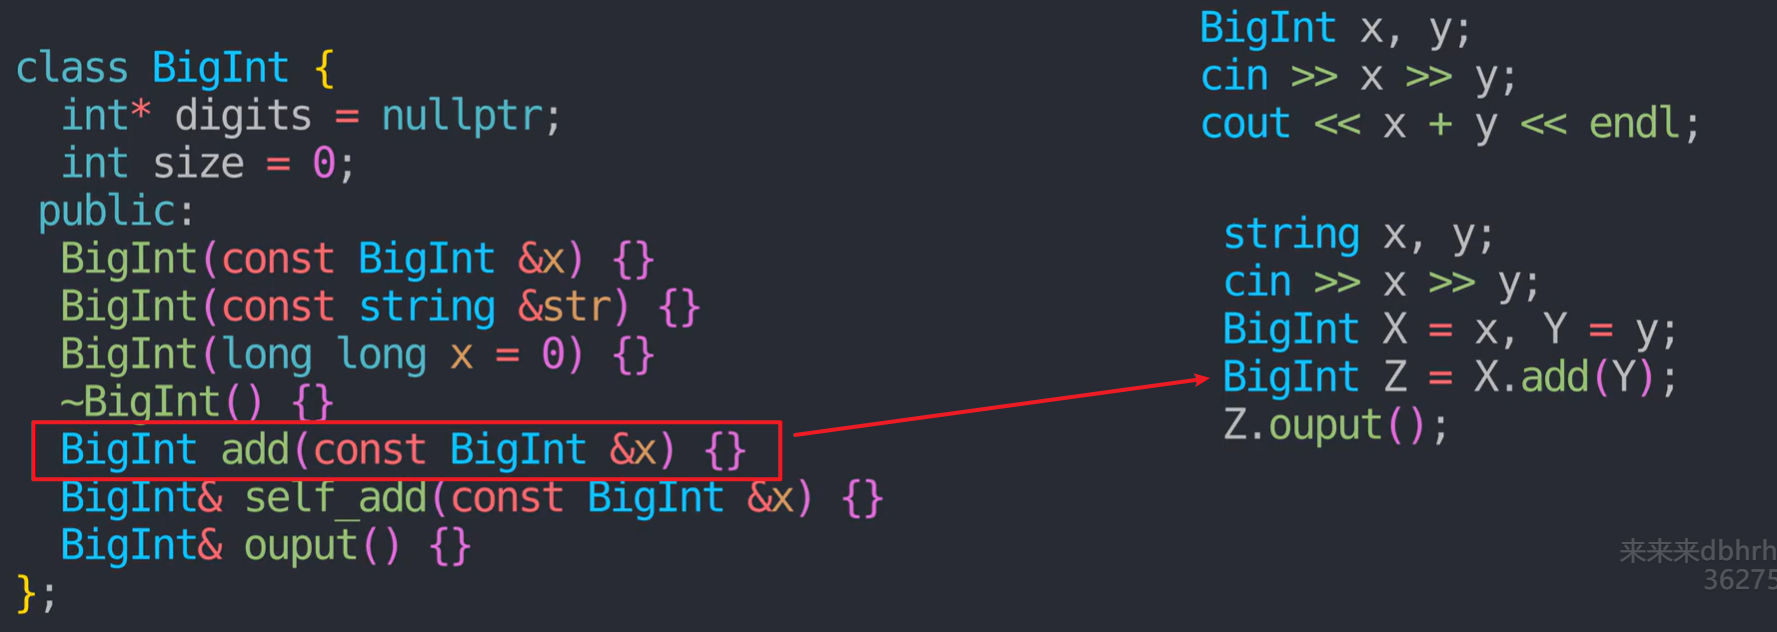 class BigInt {
int* digits = nullptr;
int size = 0;
public:
BigInt(const BigInt &x) {}
BigInt(const string &str) {}
BigInt(long long x = 0) {}
~BigInt() {}
BigInt add(const BigInt &x) {}
BigInt& self_add(const BigInt &x) {}
BigInt& ouput() {}
};
BigInt x, y;
cin >> x >> y;
cout << x + y << endl;
string x, y;
cin >> x >> y;
BigInt X = x, Y = y;
BigInt Z = X.add(Y);
Z.ouput();
来来来dbhrh
36275